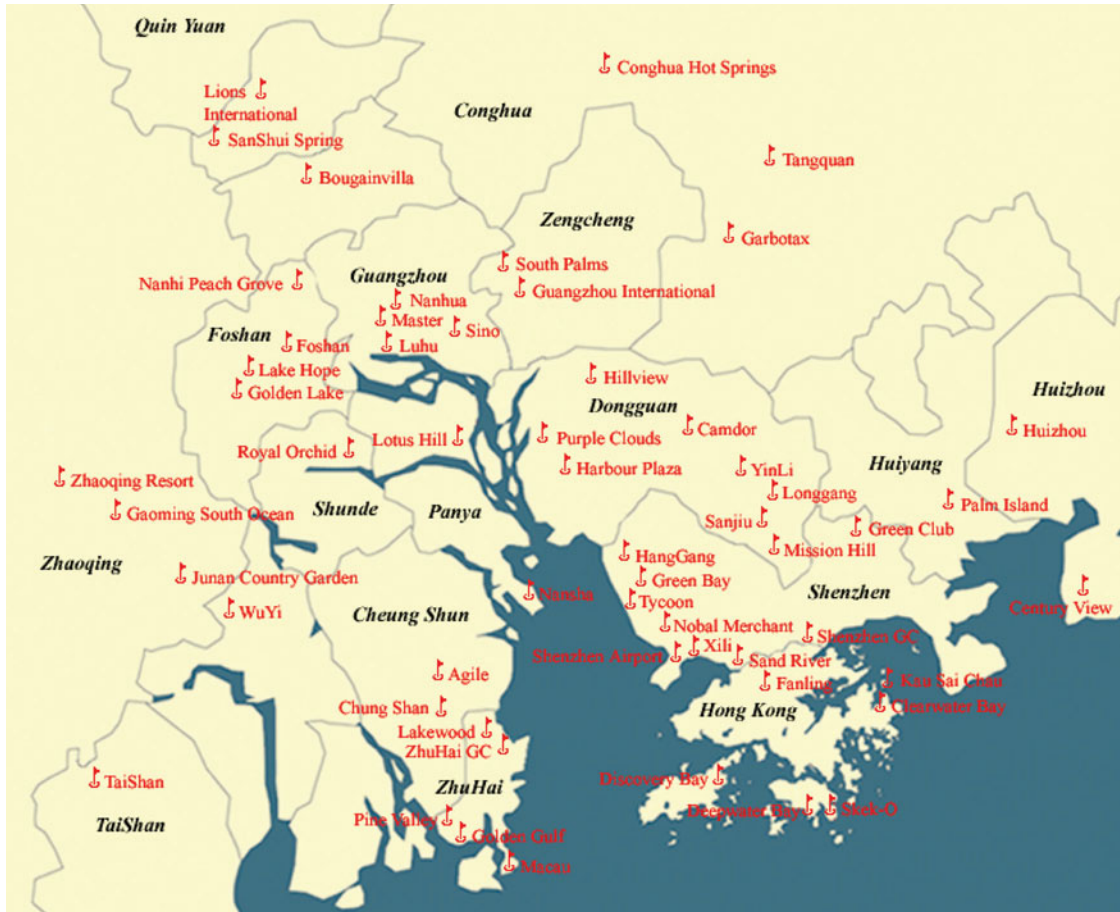 Quin Yuan
Conghua Hot Springs
Lions
International
Conghua
SanShui Spring
Tangquan
Bougainvilla
Zengcheng
Garbotax
South Palms
Guangzhou
Nanhi Peach Grove
Guangzhou International
Nanhua
Master
Sino
Foshan
Foshan
Luhu
Lake Hope
Hillview
Golden Lake
Huizhou
Dongguan
Camdor
Huizhou
Lotus Hill
Purple Clouds
Royal Orchid
Harbour Plaza
YinLi
Huiyang
Zhaoqing Resort
Longgang
Palm Island
Shunde
Panya
Gaoming South Ocean
Sanjiu
Green Club
Mission Hill
HangGang
Zhaoqing
Junan Country Garden
Green Bay
Shenzhen
Nansha
Tycoon
Century View
WuYi
Cheung Shun
Nobal Merchant
Shenzhen GC
Xili
Shenzhen Airport
Sand River
Agile
Fanling
Kau Sai Chau
Chung Shan
Hong Kong
Clearwater Bay
Lakewood
ZhuHai GC
TaiShan
ZhuHai
Discovery Bay
Deepwater Bay
Skek-O
Pine Valley
TaiShan
Golden Gulf
Macau